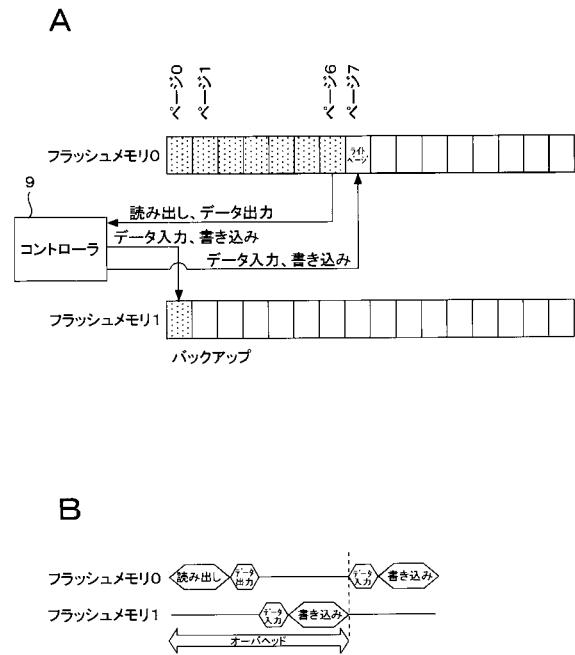 A
ページ0
ページ1
ページ6
ページ7
フラッシュメモリ0
ライト
ページ
9
読み出し、データ出力
コントローラ
データ入力、書き込み
データ入力、書き込み
フラッシュメモリ1
バックアップ
B
フラッシュメモリ0
読み出し
データ
出力
データ
入力
書き込み
フラッシュメモリ1
データ
入力
書き込み
オーバヘッド